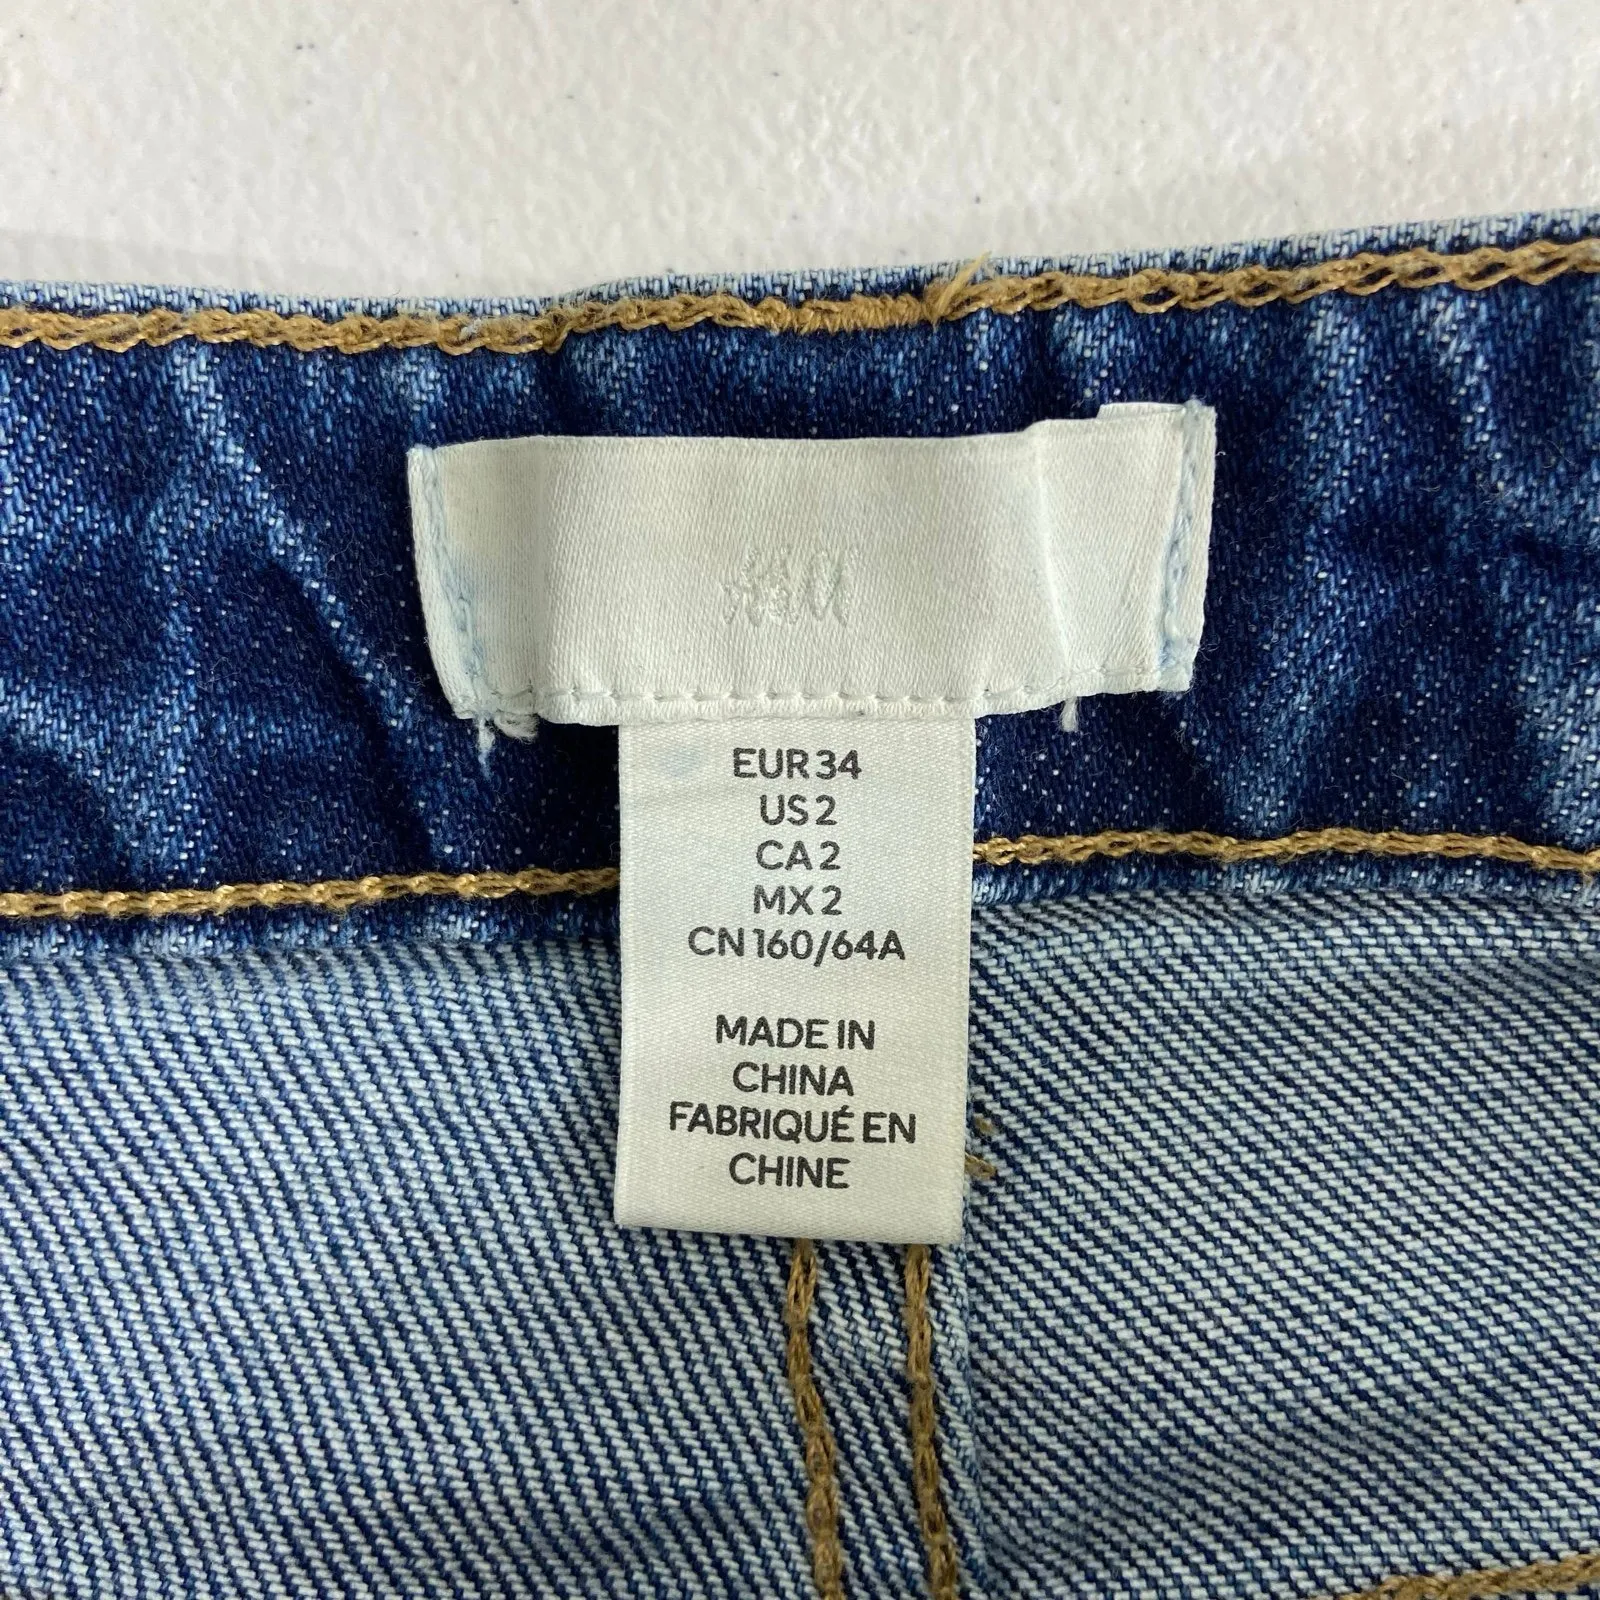 H&M
EUR 34
US 2
CA 2
MX 2
CN 160/64A
MADE IN
CHINA
FABRIQUÉ EN
CHINE